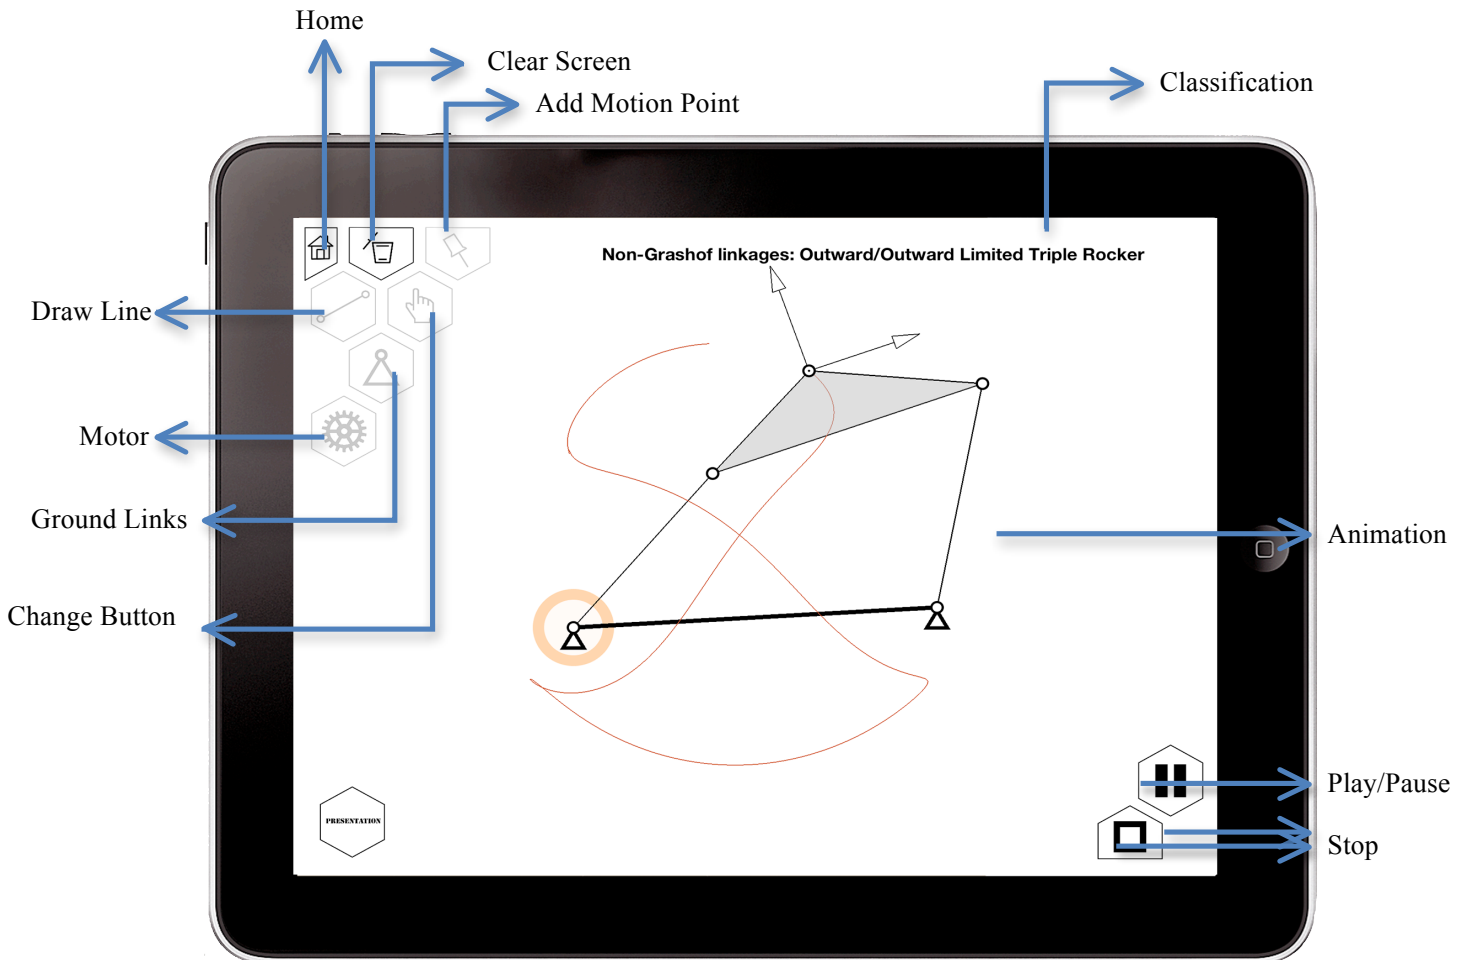 Home
Clear Screen
Classification
Add Motion Point
Non-Grashof linkages: Outward/Outward Limited Triple Rocker
Draw Line
Motor
Ground Links
Animation
Change Button
Play/Pause
PRESENTATION
Stop